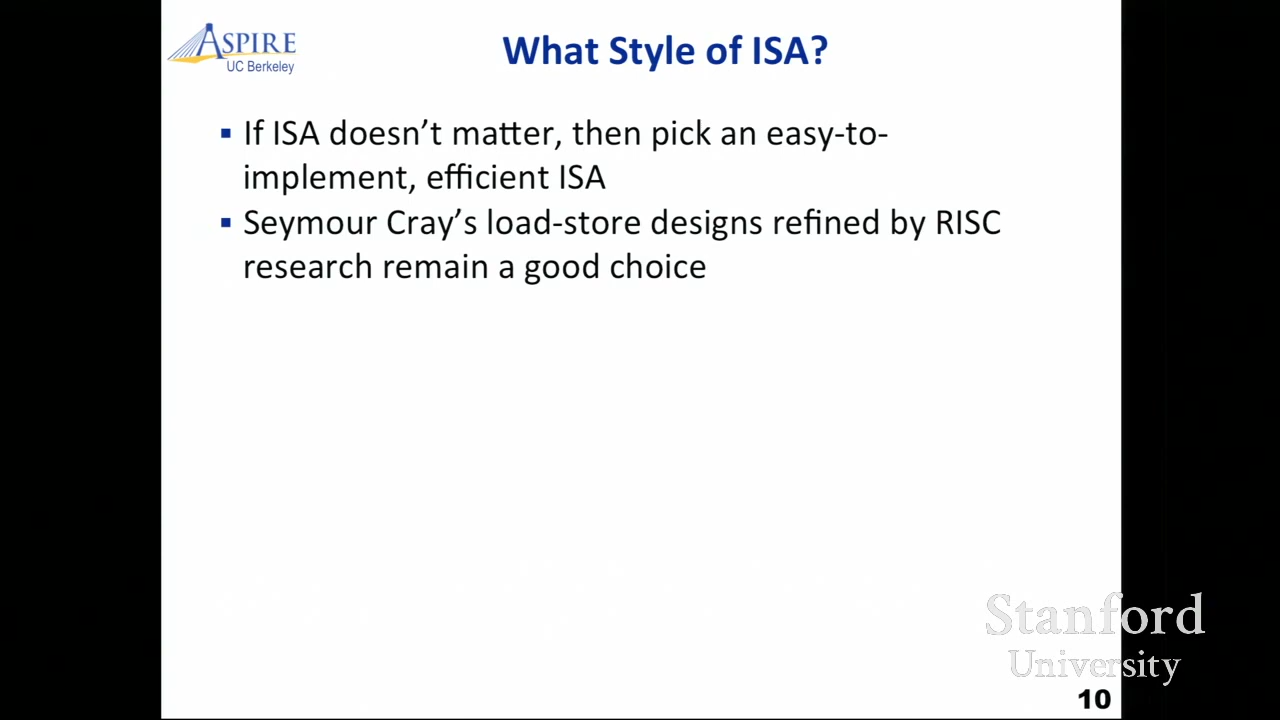 ASPIRE
UC Berkeley
What Style of ISA?
▪ If ISA doesn’t matter, then pick an easy-to-
implement, efficient ISA
▪ Seymour Cray’s load-store designs refined by RISC
research remain a good choice
Stanford
University
10